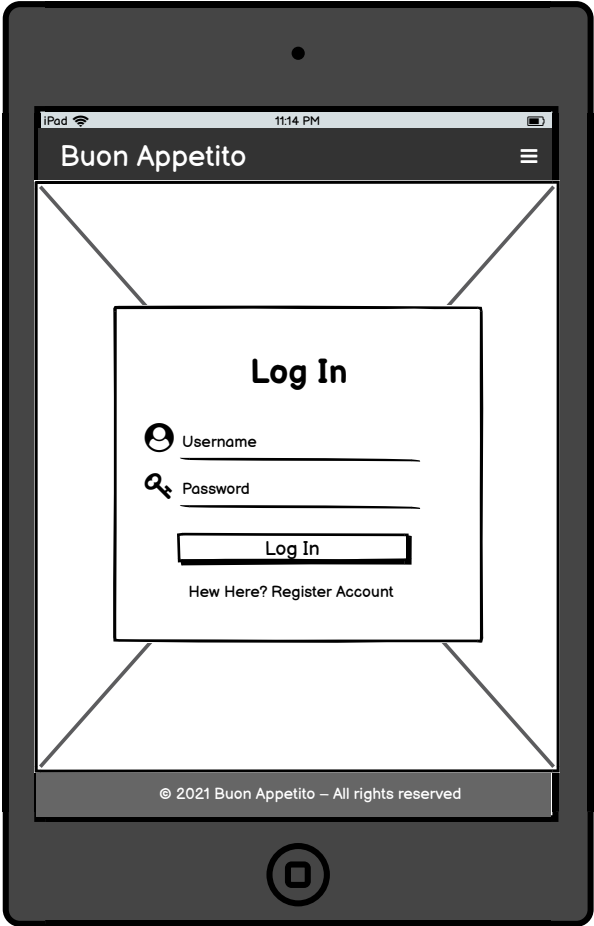 iPad 11:14 PM
Buon Appetito
Log In
Username
Password
Log In
Hew Here? Register Account
© 2021 Buon Appetito – All rights reserved